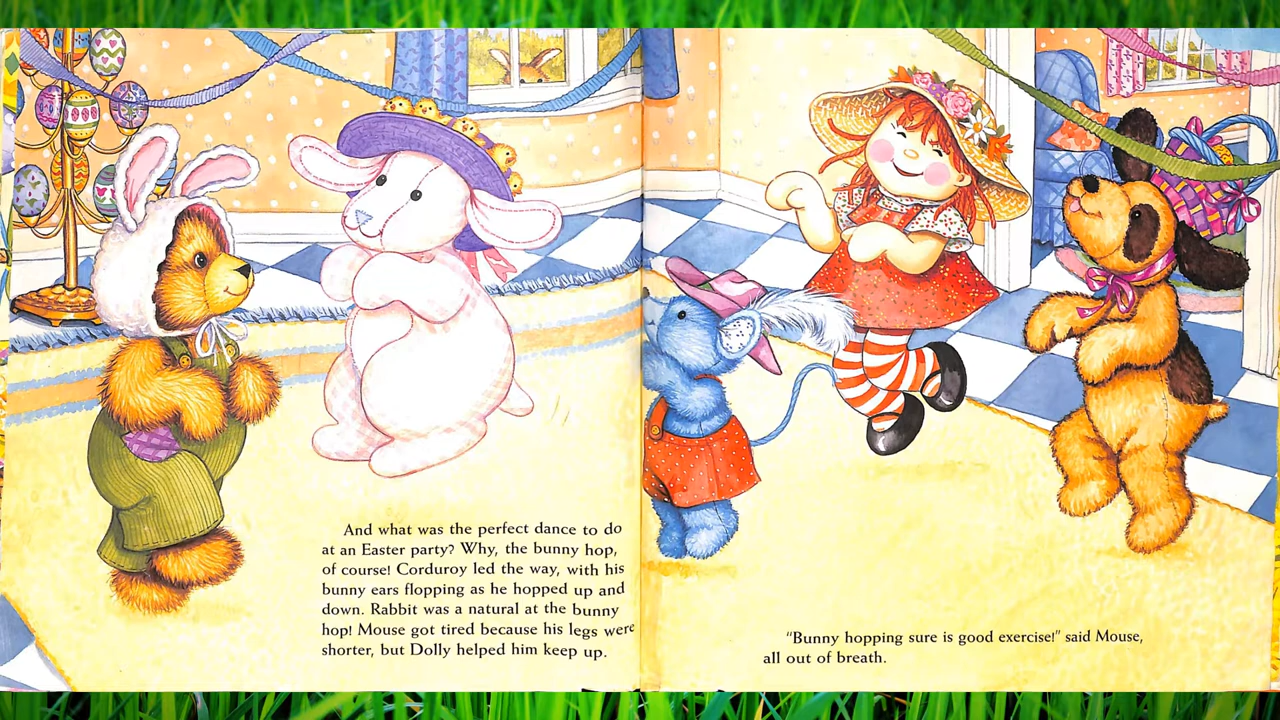 And what was the perfect dance to do
at an Easter party? Why, the bunny hop,
of course! Corduroy led the way, with his
bunny ears flopping as he hopped up and
down. Rabbit was a natural at the bunny
hop! Mouse got tired because his legs were
shorter, but Dolly helped him keep up.
"Bunny hopping sure is good exercise!" said Mouse,
all out of breath.